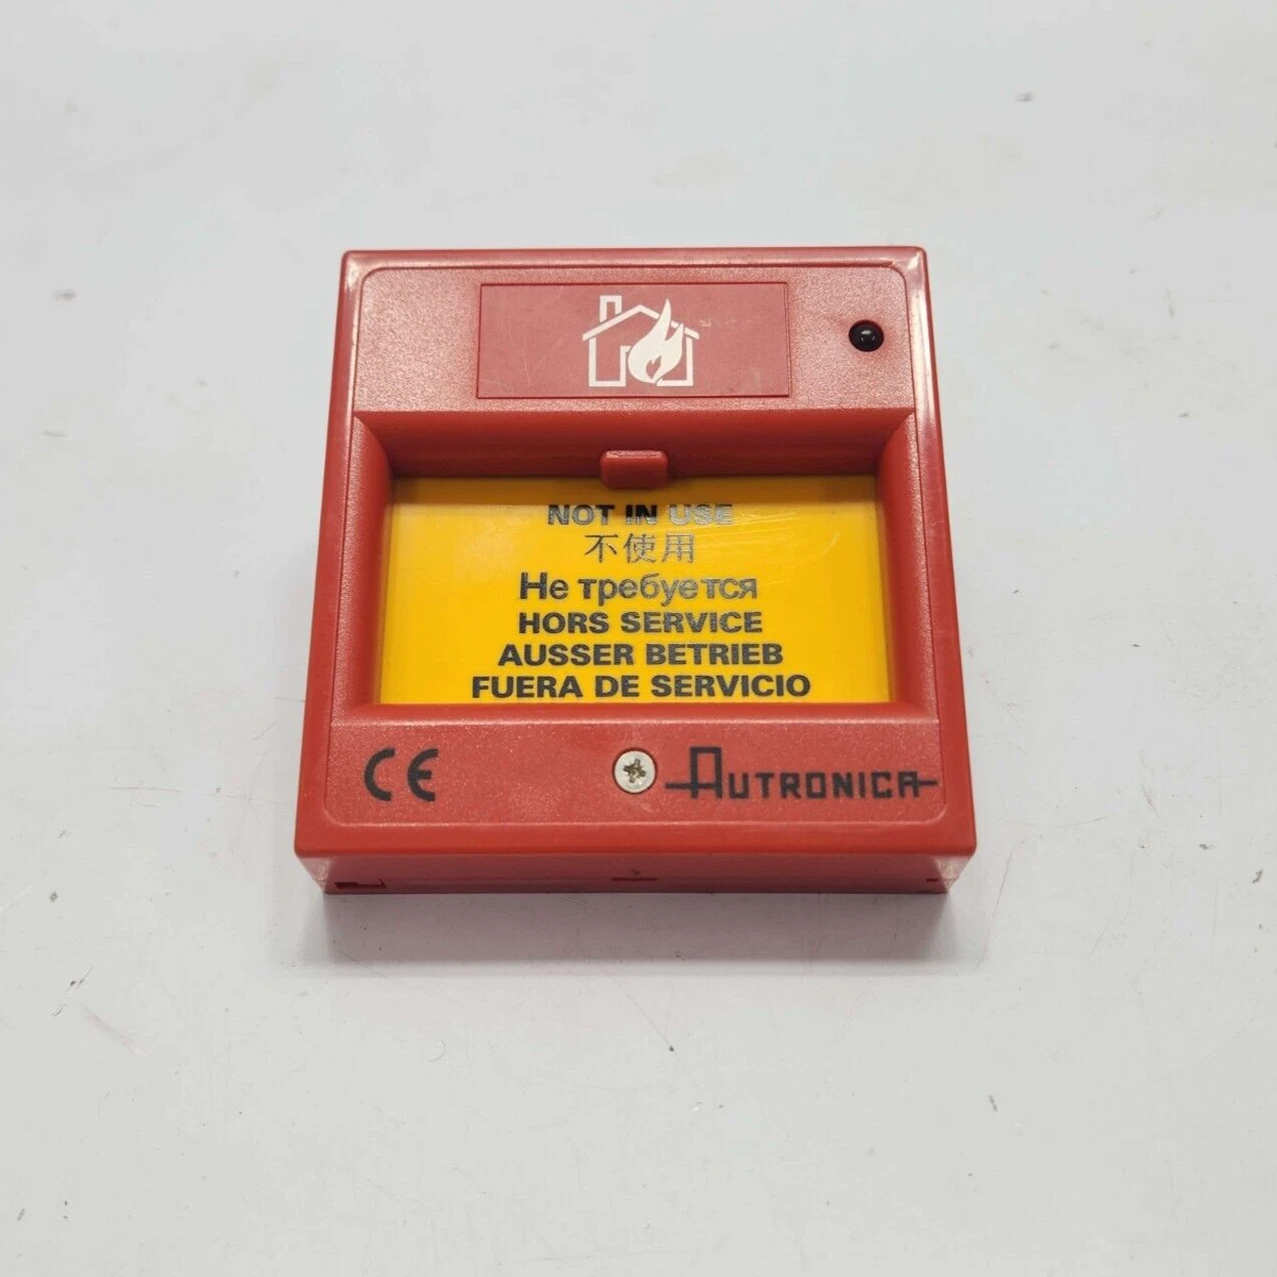 NOT IN USE
不使用
Не требуется
HORS SERVICE
AUSSER BETRIEB
FUERA DE SERVICIO
CE AUTRONICA